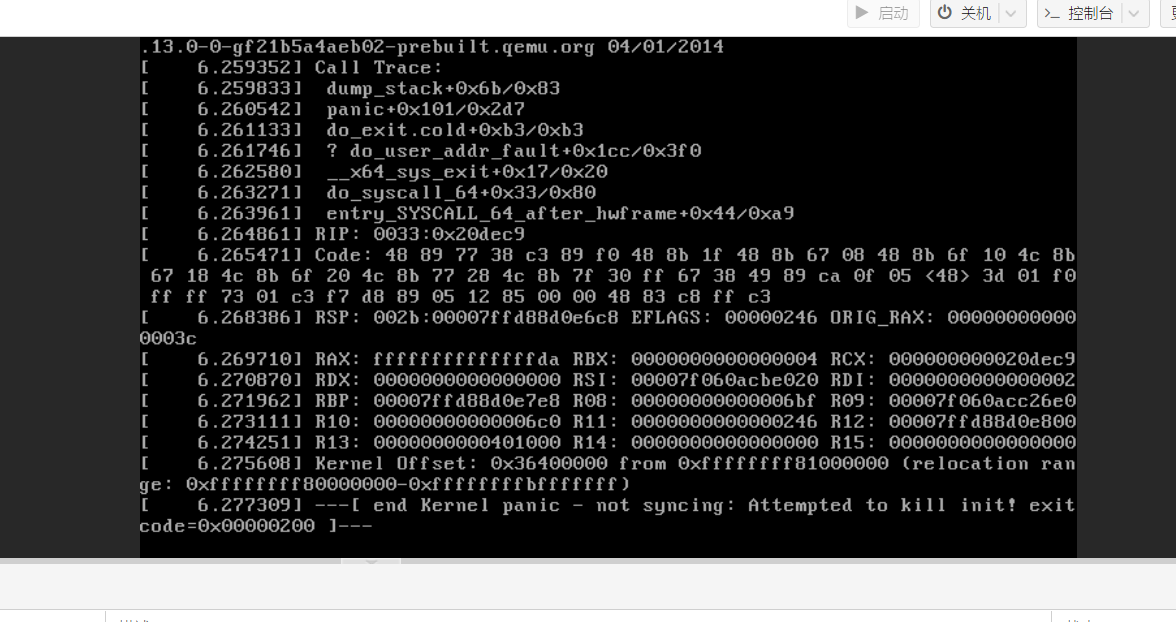 启动 关机 控制台
.13.0-0-gf21b5a4aeb02-prebuilt.qemu.org 04/01/2014
[    6.259352] Call Trace:
[    6.259833]  dump_stack+0x6b/0x83
[    6.260542]  panic+0x101/0x2d7
[    6.261133]  do_exit.cold+0xb3/0xb3
[    6.261746]  ? do_user_addr_fault+0x1cc/0x3f0
[    6.262580]  __x64_sys_exit+0x17/0x20
[    6.263271]  do_syscall_64+0x33/0x80
[    6.263961]  entry_SYSCALL_64_after_hwframe+0x44/0xa9
[    6.264861] RIP: 0033:0x20dec9
[    6.265471] Code: 48 89 77 38 c3 89 f0 48 8b 1f 48 8b 67 08 48 8b 6f 10 4c 8b
67 18 4c 8b 6f 20 4c 8b 77 28 4c 8b 7f 30 ff 67 38 49 89 ca 0f 05 <48> 3d 01 f0
ff ff 73 01 c3 f7 d8 89 05 12 85 00 00 48 83 c8 ff c3
[    6.268386] RSP: 002b:00007ffd88d0e6c8 EFLAGS: 00000246 ORIG_RAX: 00000000000
0003c
[    6.269710] RAX: ffffffffffffffda RBX: 0000000000000004 RCX: 000000000020dec9
[    6.270870] RDX: 0000000000000000 RSI: 00007f060acbe020 RDI: 0000000000000002
[    6.271962] RBP: 00007ffd88d0e7e8 R08: 00000000000006bf R09: 00007f060acc26e0
[    6.273111] R10: 00000000000006c0 R11: 0000000000000246 R12: 00007ffd88d0e800
[    6.274251] R13: 0000000000401000 R14: 0000000000000000 R15: 0000000000000000
[    6.275608] Kernel Offset: 0x36400000 from 0xffffffff81000000 (relocation ran
ge: 0xffffffff80000000-0xffffffffbfffffff)
[    6.277309] ---[ end Kernel panic - not syncing: Attempted to kill init! exit
code=0x00000200 ]---